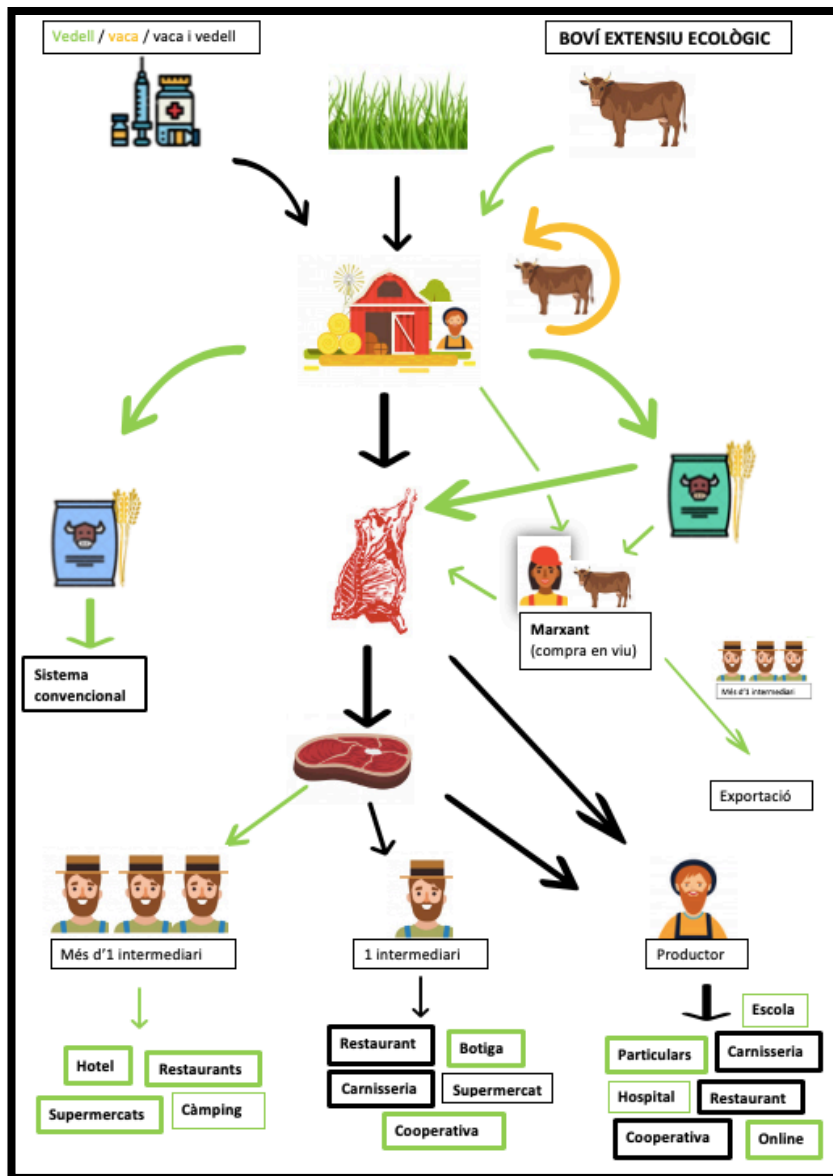 Vedell / vaca / vaca i vedell
BOVÍ EXTENSIU ECOLÒGIC
Marxant
(compra en viu)
Sistema
convencional
Més d'1 intermediari
Exportació
Més d'1 intermediari
1 intermediari
Productor
Hotel
Restaurants
Supermercats
Càmping
Restaurant
Botiga
Carnisseria
Supermercat
Cooperativa
Escola
Particulars
Carnisseria
Hospital
Restaurant
Cooperativa
Online